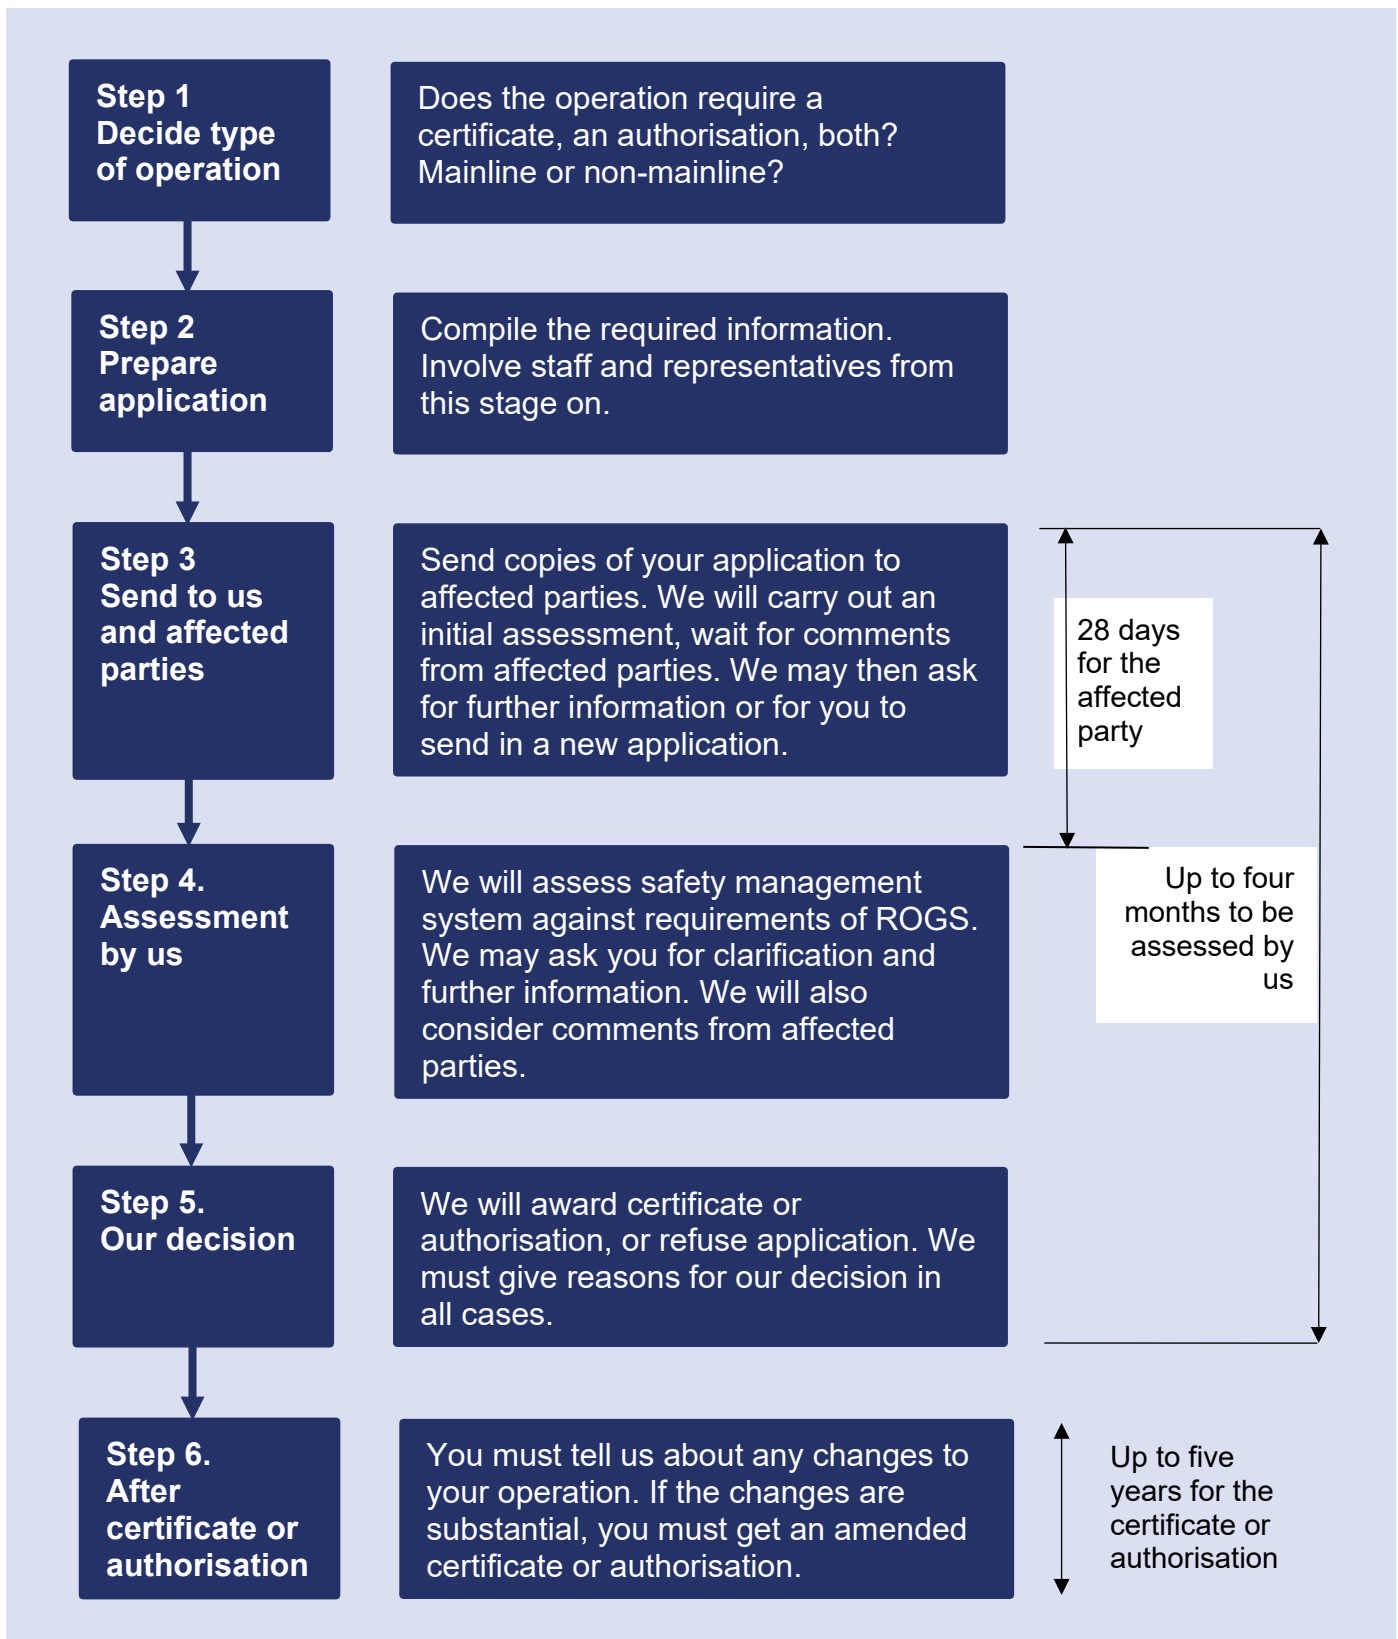 Step 1
Decide type
of operation
Does the operation require a
certificate, an authorisation, both?
Mainline or non-mainline?
Step 2
Prepare
application
Compile the required information.
Involve staff and representatives from
this stage on.
Step 3
Send to us
and affected
parties
Send copies of your application to
affected parties. We will carry out an
initial assessment, wait for comments
from affected parties. We may then ask
for further information or for you to
send in a new application.
28 days
for the
affected
party
Step 4.
Assessment
by us
We will assess safety management
system against requirements of ROGS.
We may ask you for clarification and
further information. We will also
consider comments from affected
parties.
Up to four
months to be
assessed by
us
Step 5.
Our decision
We will award certificate or
authorisation, or refuse application. We
must give reasons for our decision in
all cases.
Step 6.
After
certificate or
authorisation
You must tell us about any changes to
your operation. If the changes are
substantial, you must get an amended
certificate or authorisation.
Up to five
years for the
certificate or
authorisation